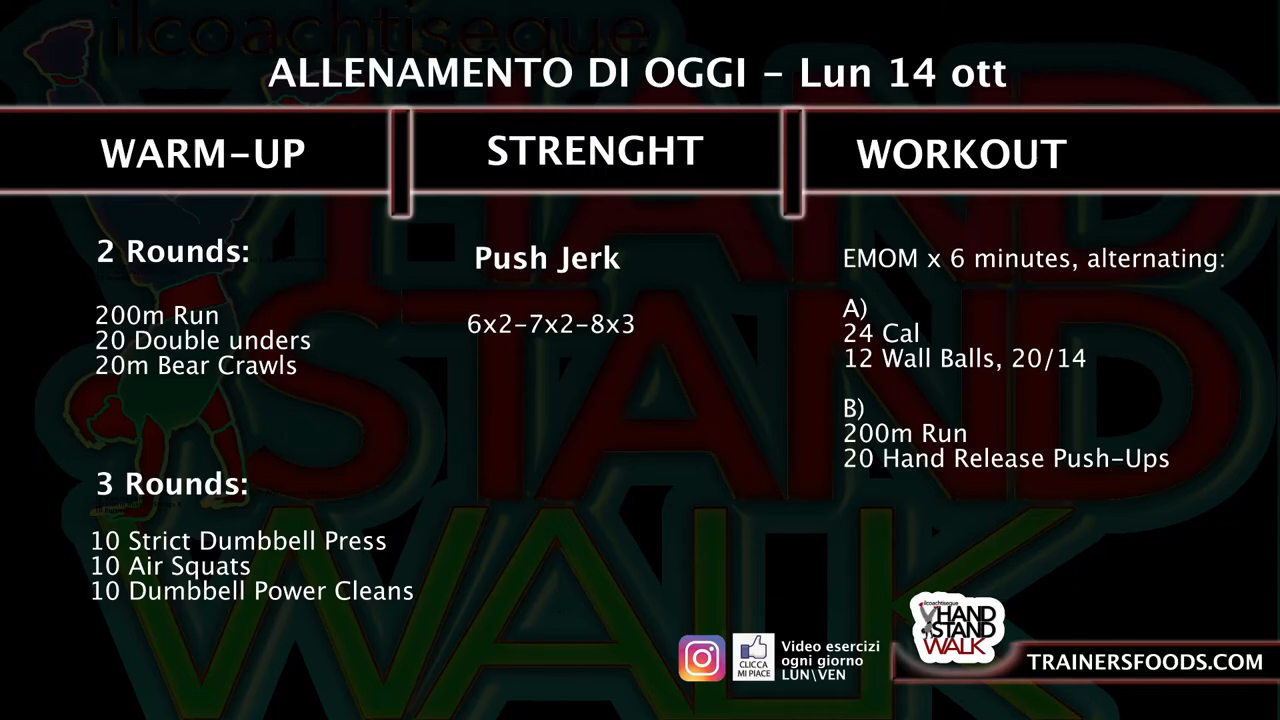 ilcoachtiseque
ALLENAMENTO DI OGGI - Lun 14 ott
WARM-UP
STRENGHT
WORKOUT
2 Rounds:
200m Run
20 Double unders
20m Bear Crawls
3 Rounds:
10 Strict Dumbbell Press
10 Air Squats
10 Dumbbell Power Cleans
Push Jerk
6x2-7x2-8x3
EMOM x 6 minutes, alternating:
A)
24 Cal
12 Wall Balls, 20/14
B)
200m Run
20 Hand Release Push-Ups
HAND
STAND
WALK
CLICCA
MI PIACE
Video esercizi
ogni giorno
LUN\VEN
ilcoachtiseque
HAND
STAND
WALK
TRAINERSFOODS.COM